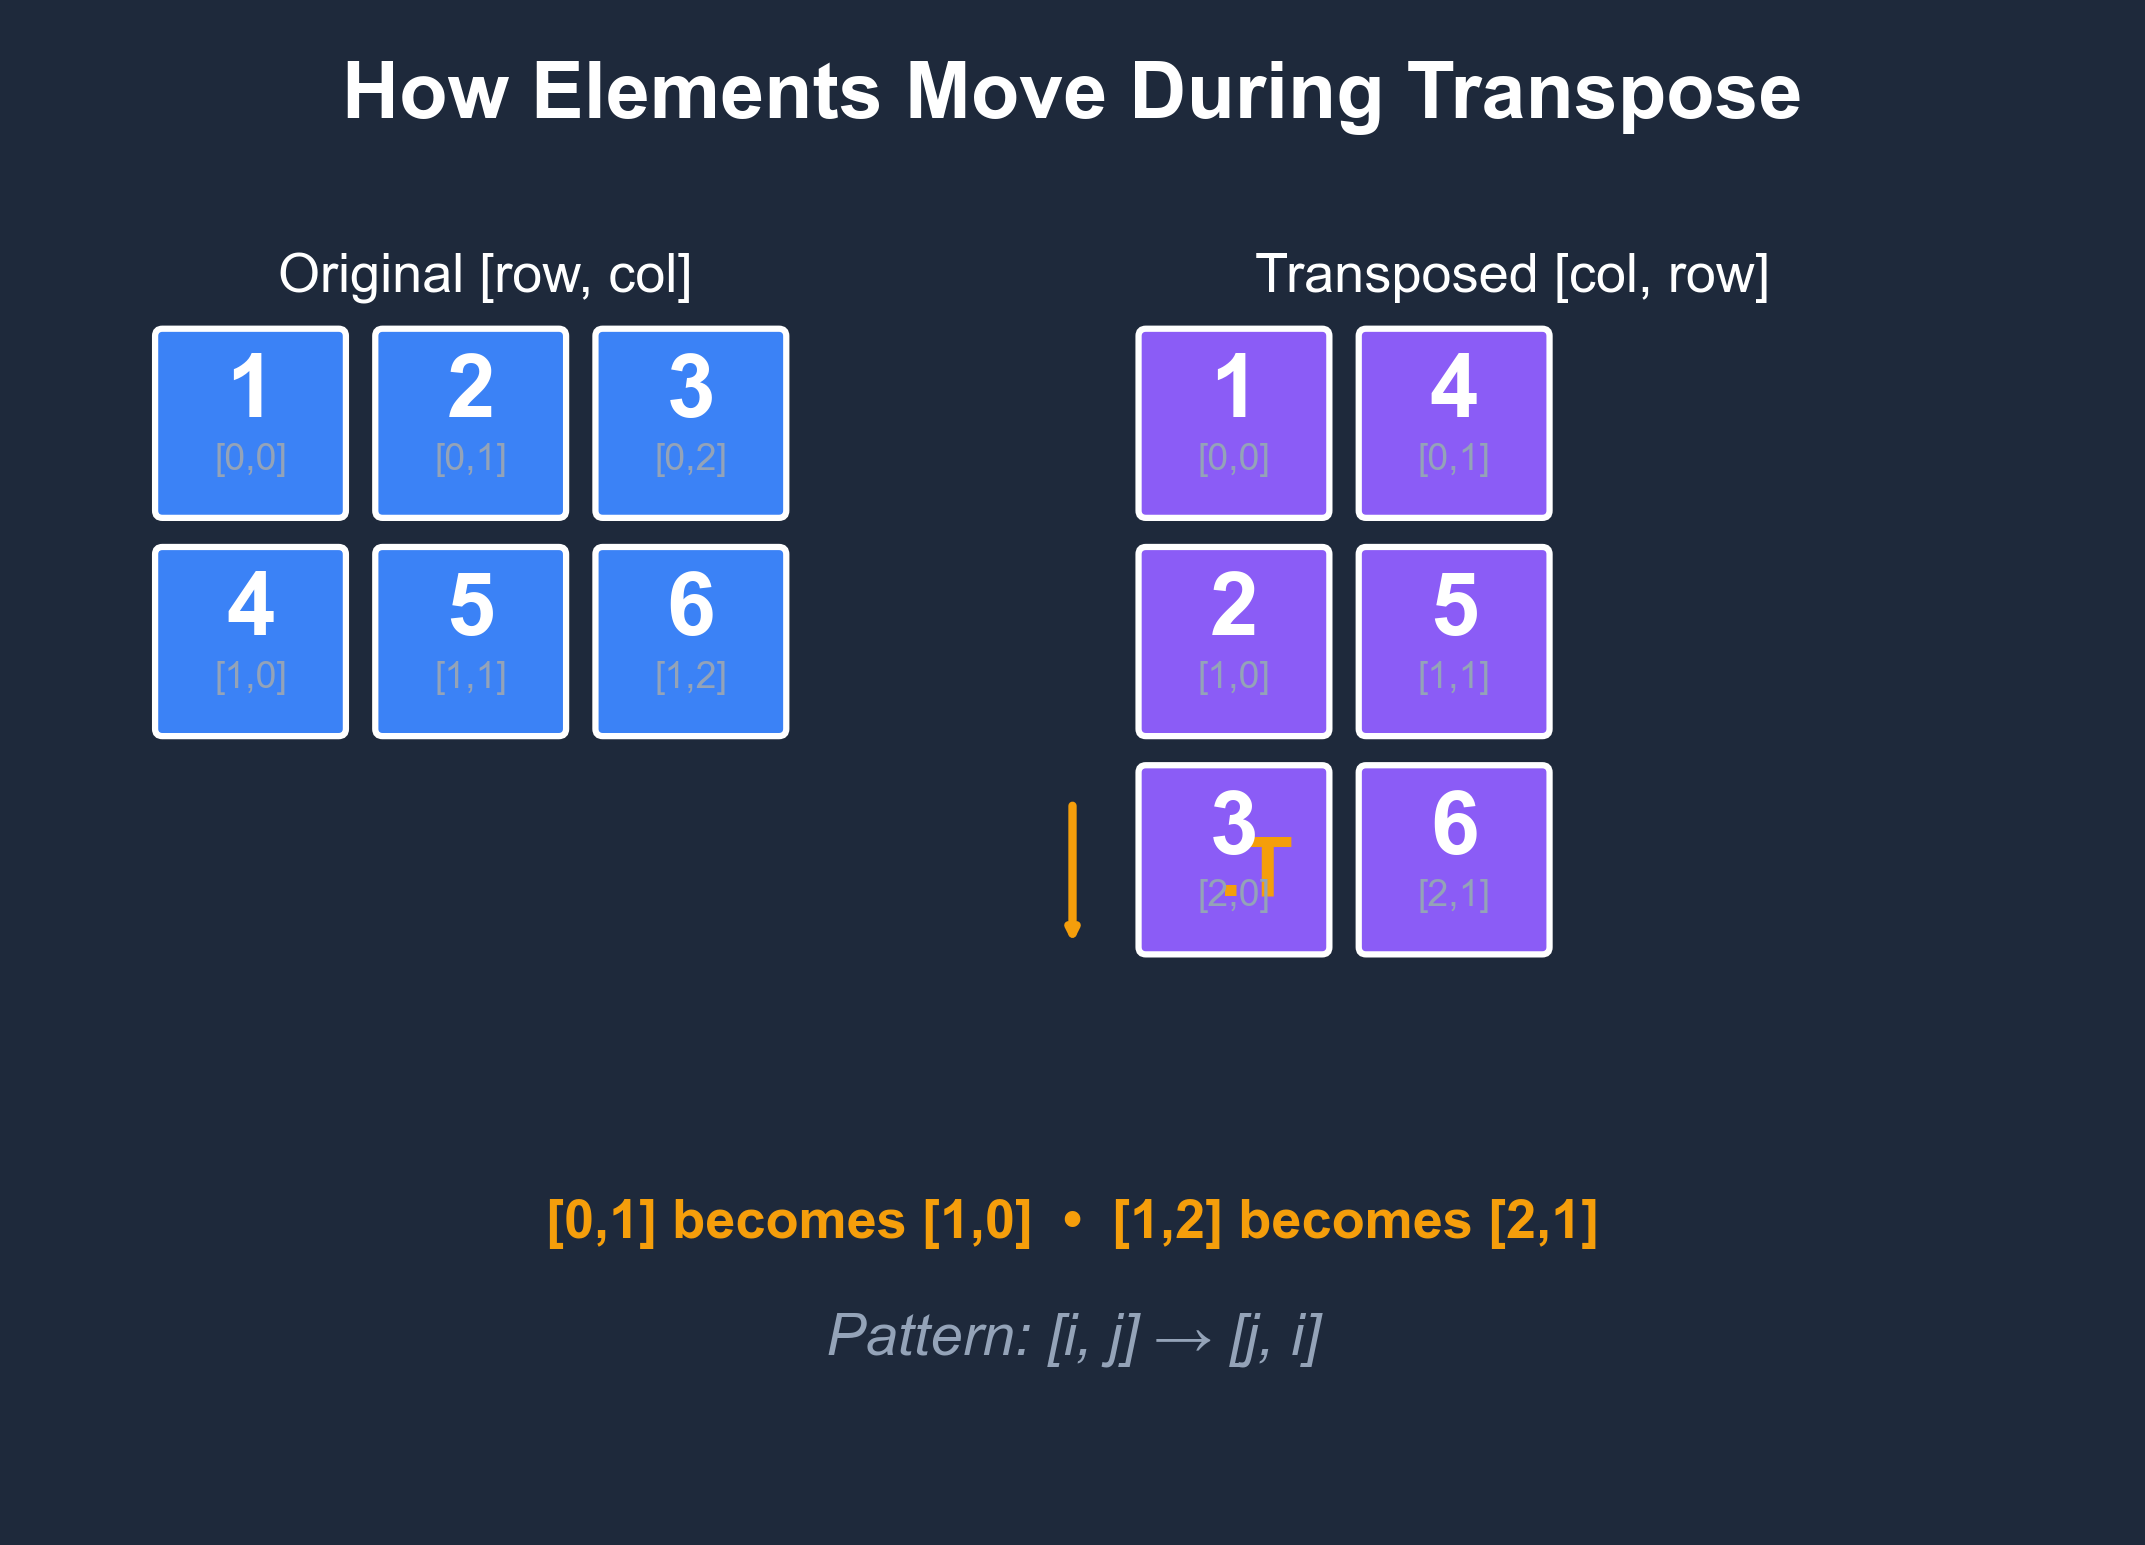 How Elements Move During Transpose
Original [row, col]
1 2 3
[0,0] [0,1] [0,2]
4 5 6
[1,0] [1,1] [1,2]
Transposed [col, row]
1 4
[0,0] [0,1]
2 5
[1,0] [1,1]
3 6
.T
[2,0] [2,1]
[0,1] becomes [1,0] • [1,2] becomes [2,1]
Pattern: [i, j] → [j, i]